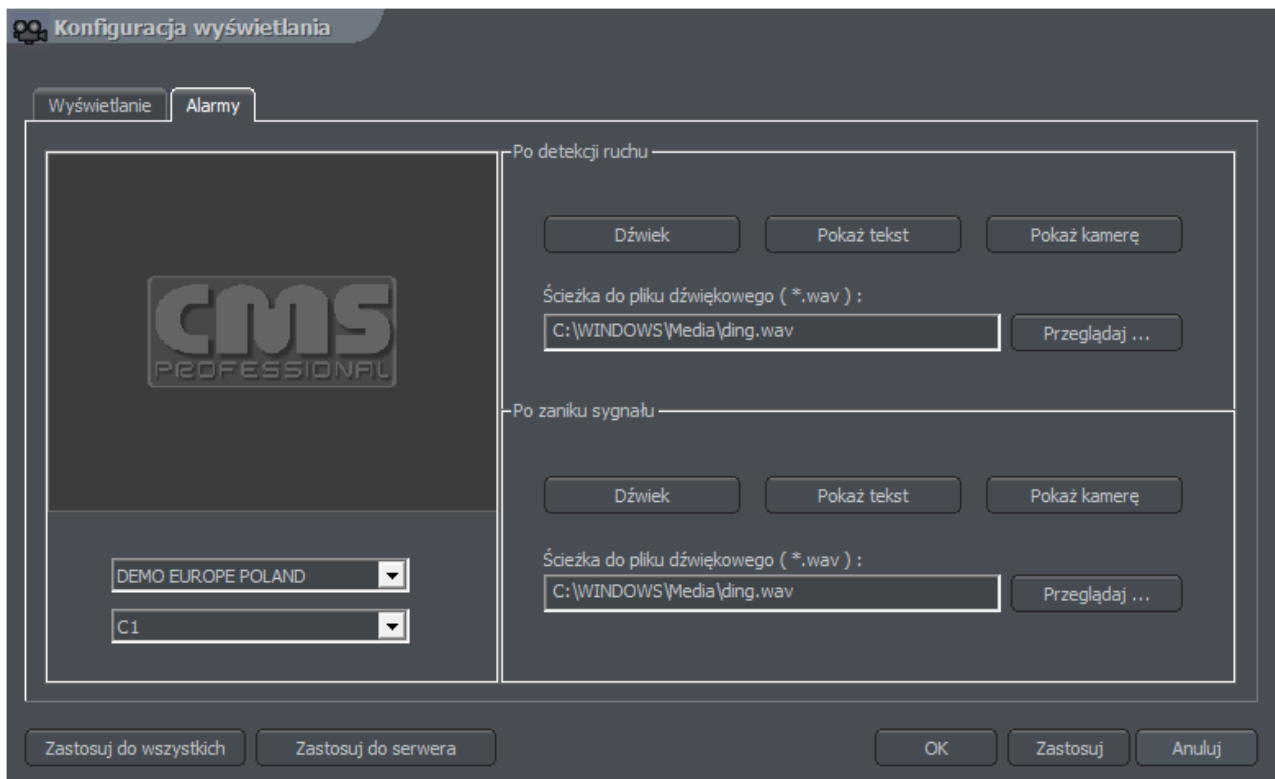 Konfiguracja wyświetlania
Wyświetlanie
Alarmy
CMS
PROFESSIONAL
DEMO EUROPE POLAND
C1
Po detekcji ruchu
Dźwiek
Pokaż tekst
Pokaż kamerę
Ścieżka do pliku dźwiękowego ( *.wav ) :
C:\WINDOWS\Media\ding.wav
Przeglądaj ...
Po zaniku sygnału
Dźwiek
Pokaż tekst
Pokaż kamerę
Ścieżka do pliku dźwiękowego ( *.wav ) :
C:\WINDOWS\Media\ding.wav
Przeglądaj ...
Zastosuj do wszystkich
Zastosuj do serwera
OK
Zastosuj
Anuluj